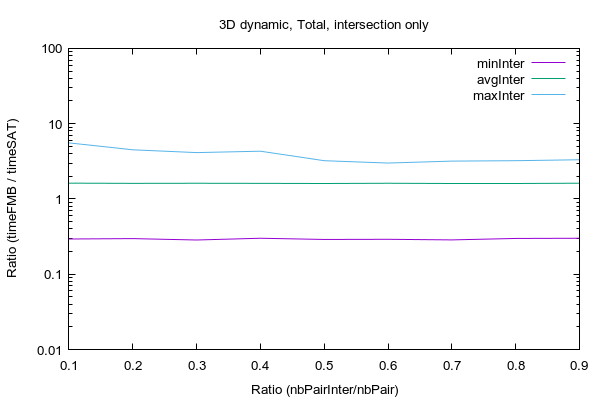 3D dynamic, Total, intersection only
100
10
1
0.1
0.01
Ratio (timeFMB / timeSAT)
minInter
avgInter
maxInter
0.1 0.2 0.3 0.4 0.5 0.6 0.7 0.8 0.9
Ratio (nbPairInter/nbPair)